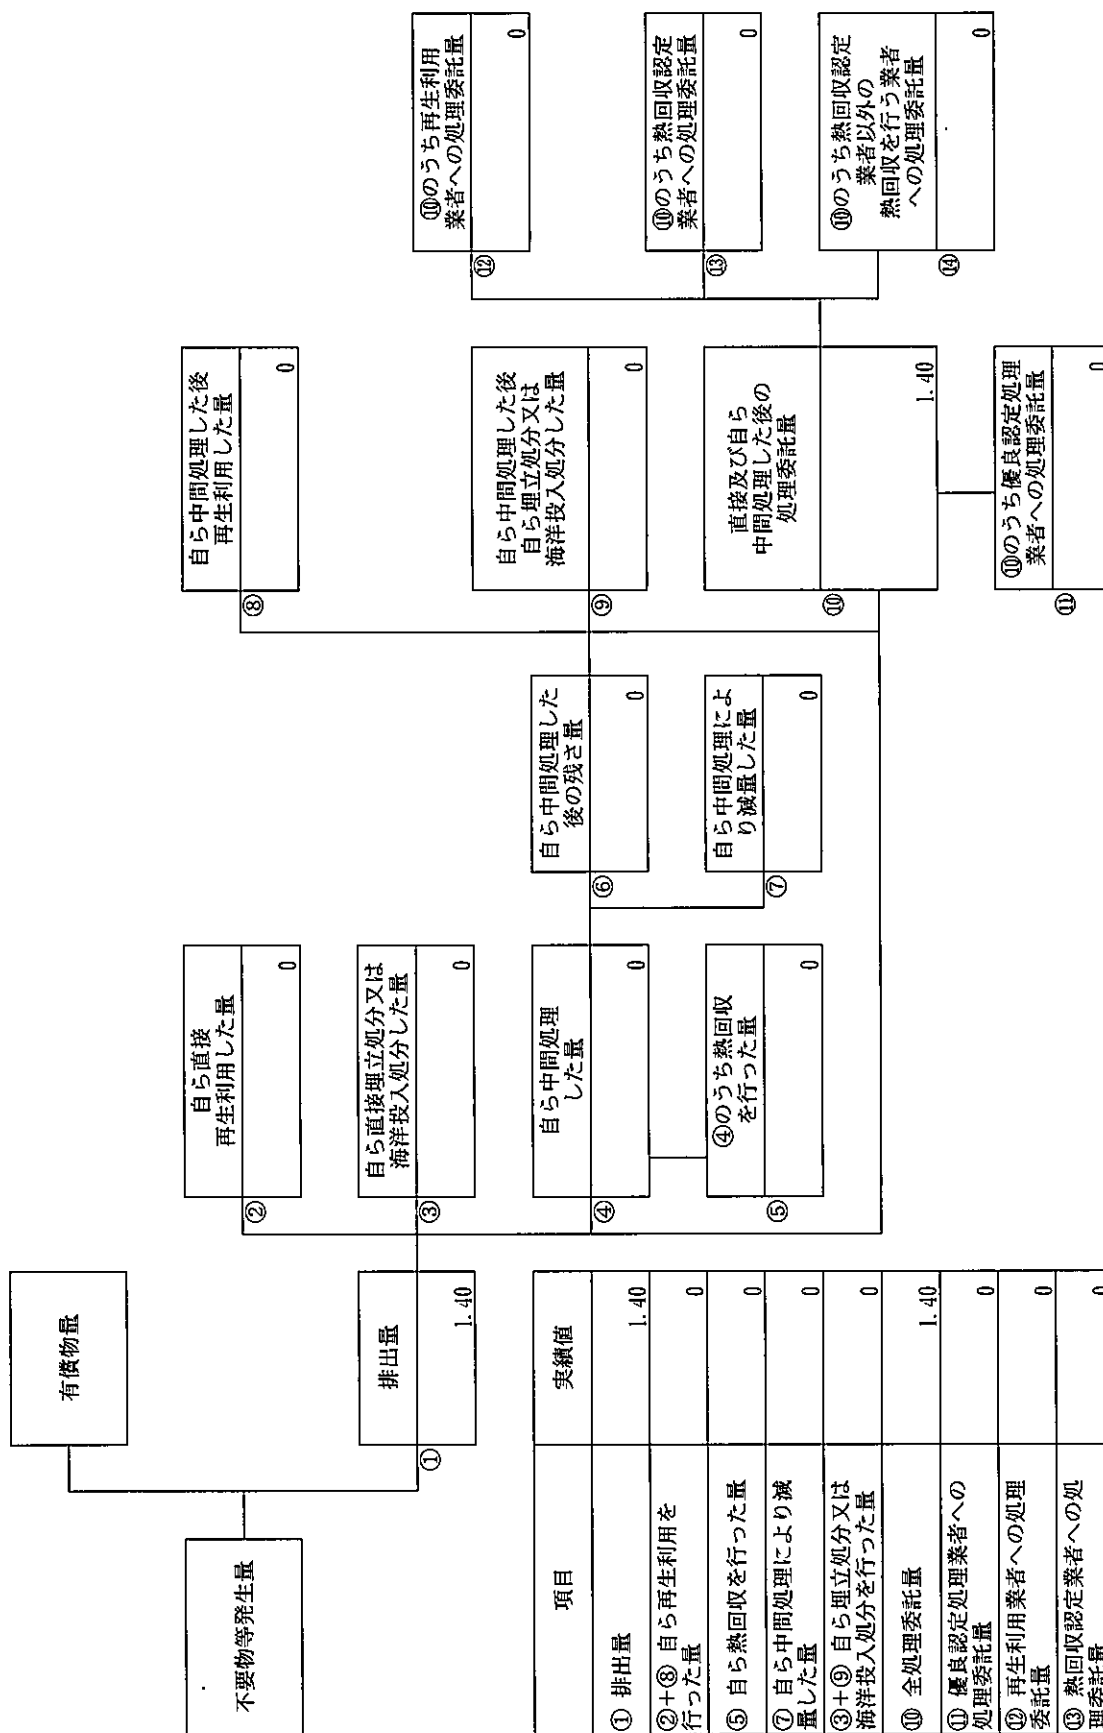 不要物等発生量
有償物量
排出量
①
1.40
自ら直接
再生利用した量
②
0
自ら直接埋立処分又は
海洋投入処分した量
③
0
自ら中間処理
した量
④
0
④のうち熱回収
を行った量
⑤
0
自ら中間処理した
後の残さ量
⑥
0
自ら中間処理によ
り減量した量
⑦
0
自ら中間処理した後
再生利用した量
⑧
0
自ら中間処理した後
自ら埋立処分又は
海洋投入処分した量
⑨
0
直接及び自ら
中間処理した後の
処理委託量
⑩
1.40
⑩のうち優良認定処理
業者への処理委託量
⑪
0
⑩のうち再生利用
業者への処理委託量
⑫
0
⑩のうち熱回収認定
業者への処理委託量
⑬
0
⑩のうち熱回収認定
業者以外の
熱回収を行う業者
への処理委託量
⑭
0
項目
実績値
① 排出量
1.40
②+⑧ 自ら再生利用を
行った量
0
⑤ 自ら熱回収を行った量
0
⑦ 自ら中間処理により減
量した量
0
③+⑨ 自ら埋立処分又は
海洋投入処分を行った量
0
⑩ 全処理委託量
1.40
⑪ 優良認定処理業者への
処理委託量
0
⑫ 再生利用業者への処理
委託量
0
⑬ 熱回収認定業者への処
理委託量
0